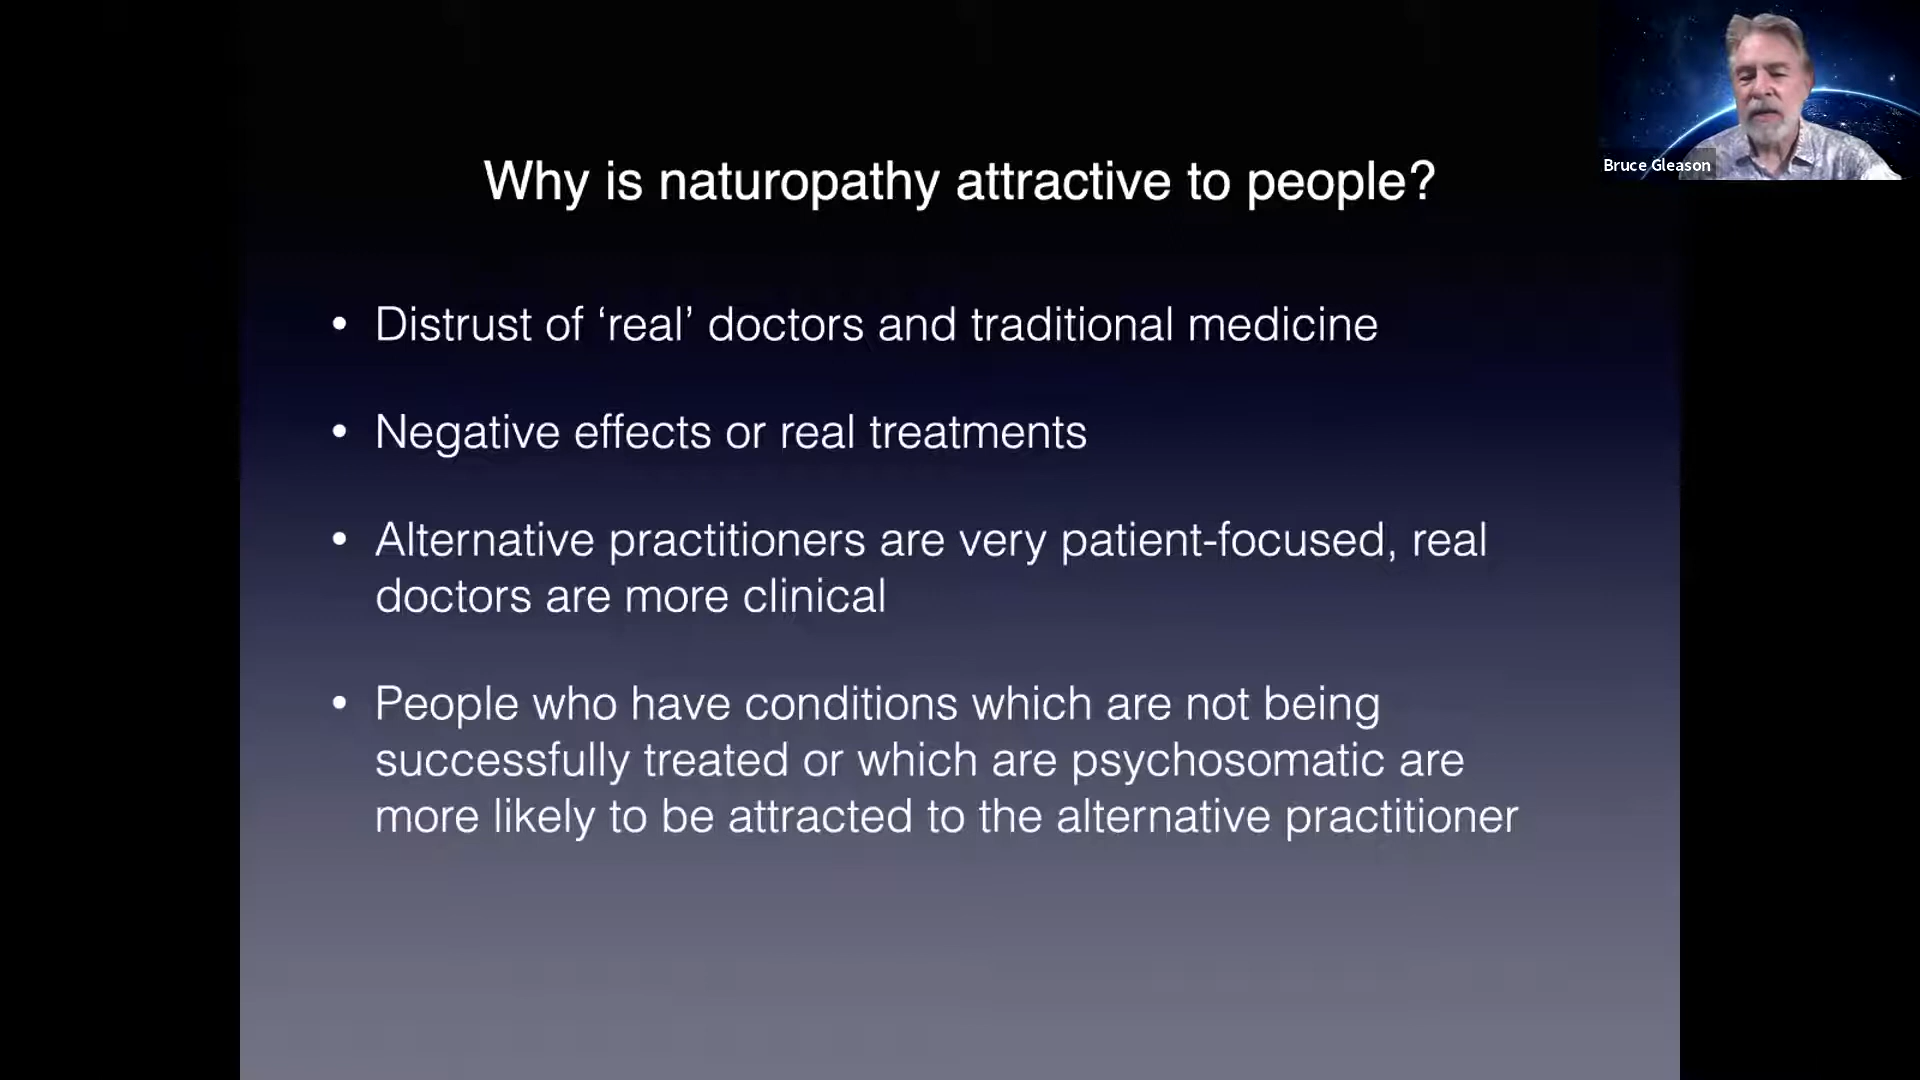 Why is naturopathy attractive to people?
Bruce Gleason
• Distrust of ‘real’ doctors and traditional medicine
• Negative effects or real treatments
• Alternative practitioners are very patient-focused, real
doctors are more clinical
• People who have conditions which are not being
successfully treated or which are psychosomatic are
more likely to be attracted to the alternative practitioner